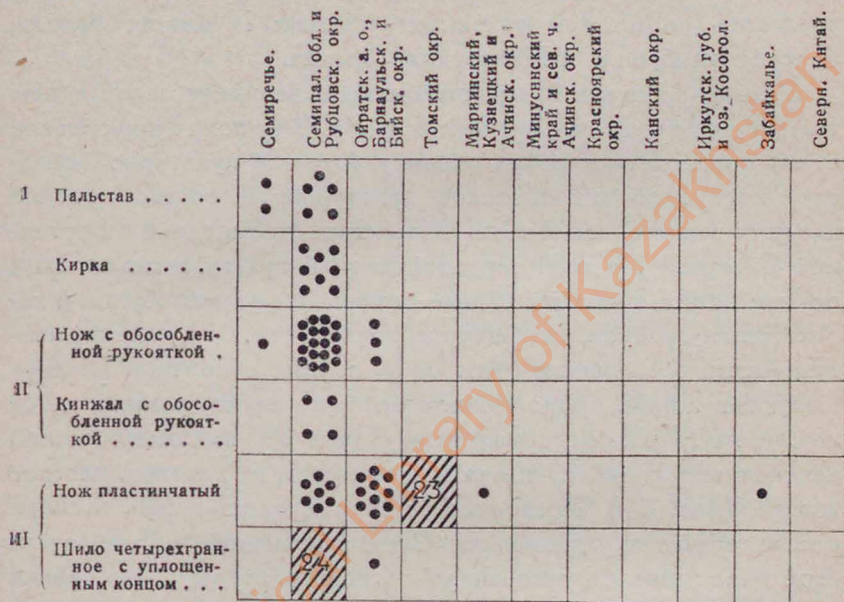 Семиречье.
Семипал. обл. и
Рубцовск. окр.
Ойратск. а. о.,
Барнаульск. и
Бийск. окр.
Томский окр.
Мариинский,
Кузнецкий и
Ачинск. окр.
Минусинский
край и сев. ч.
Ачинск. окр.
Красноярский
окр.
Канский окр.
Иркутск. губ.
и оз. Косогол.
Забайкалье.
Северн. Китай.
I
Пальстав . . . . .
Кирка . . . . . .
II
Нож с обособлен-
ной рукояткой .
Кинжал с обосо-
бленной рукоят-
кой . . . . . . .
III
Нож пластинчатый
23
Шило четырехгран-
ное с уплощен-
ным концом . . .
24
Library of Kazakhstan